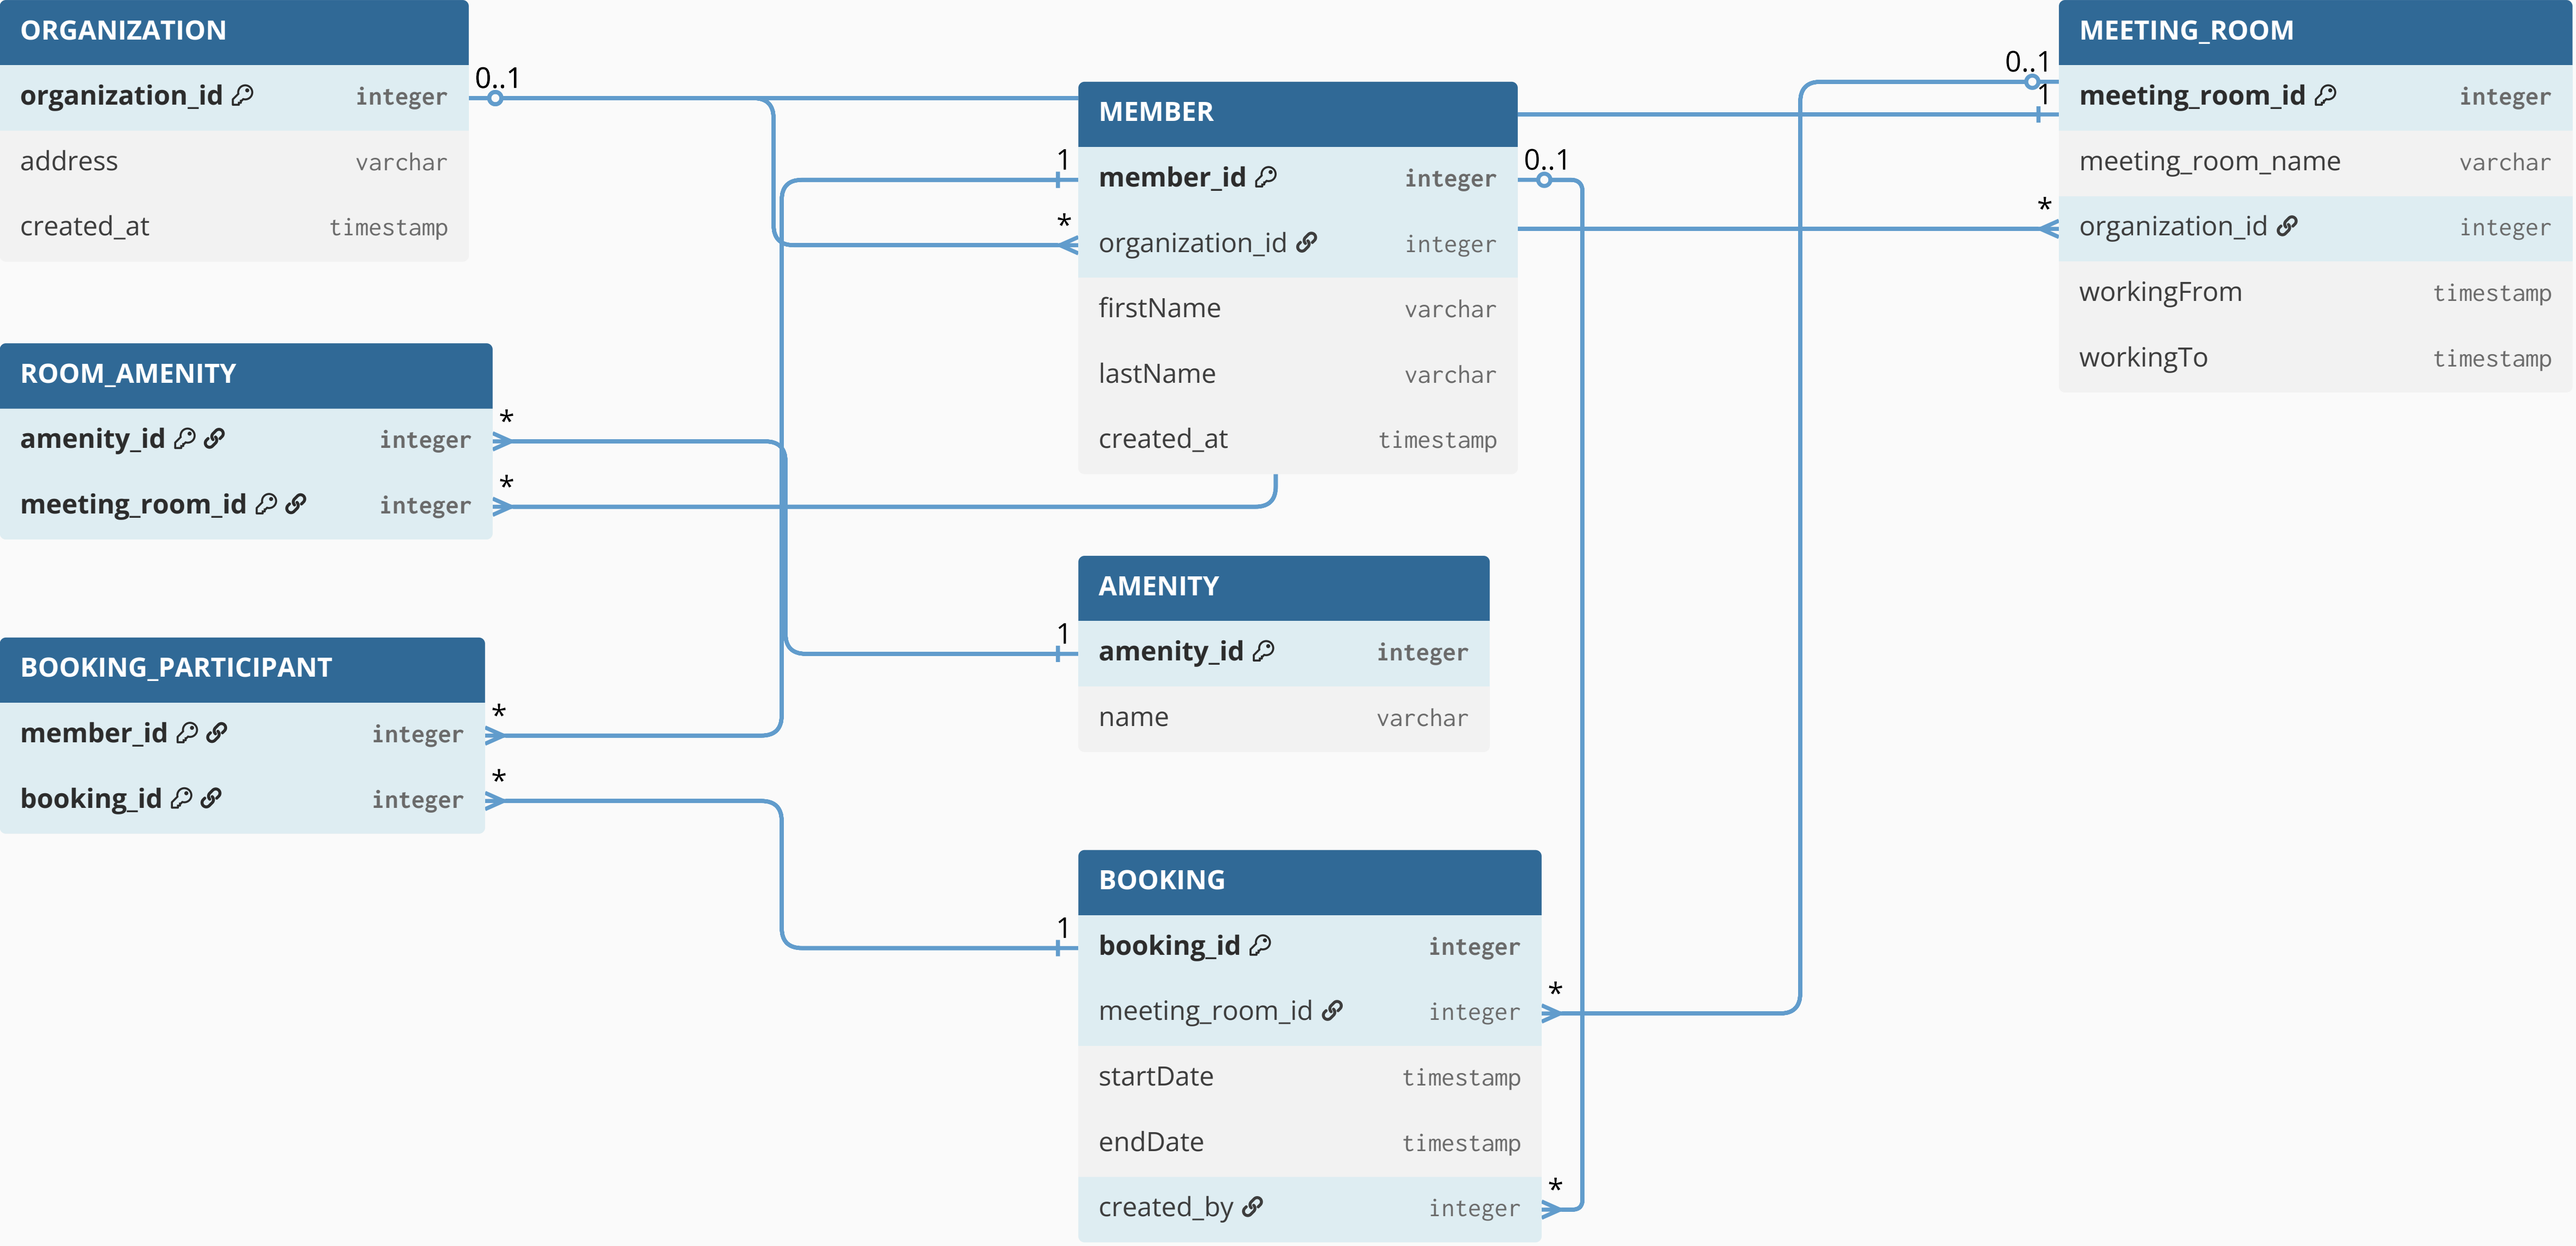 ORGANIZATION
0..1
organization_id integer
address varchar
created_at timestamp
MEMBER
1
0..1
member_id integer
*
organization_id integer
firstName varchar
lastName varchar
created_at timestamp
MEETING_ROOM
0..1
1
meeting_room_id integer
meeting_room_name varchar
*
organization_id integer
workingFrom timestamp
workingTo timestamp
ROOM_AMENITY
*
amenity_id integer
*
meeting_room_id integer
AMENITY
1
amenity_id integer
name varchar
BOOKING_PARTICIPANT
*
member_id integer
*
booking_id integer
BOOKING
1
booking_id integer
*
meeting_room_id integer
startDate timestamp
endDate timestamp
*
created_by integer